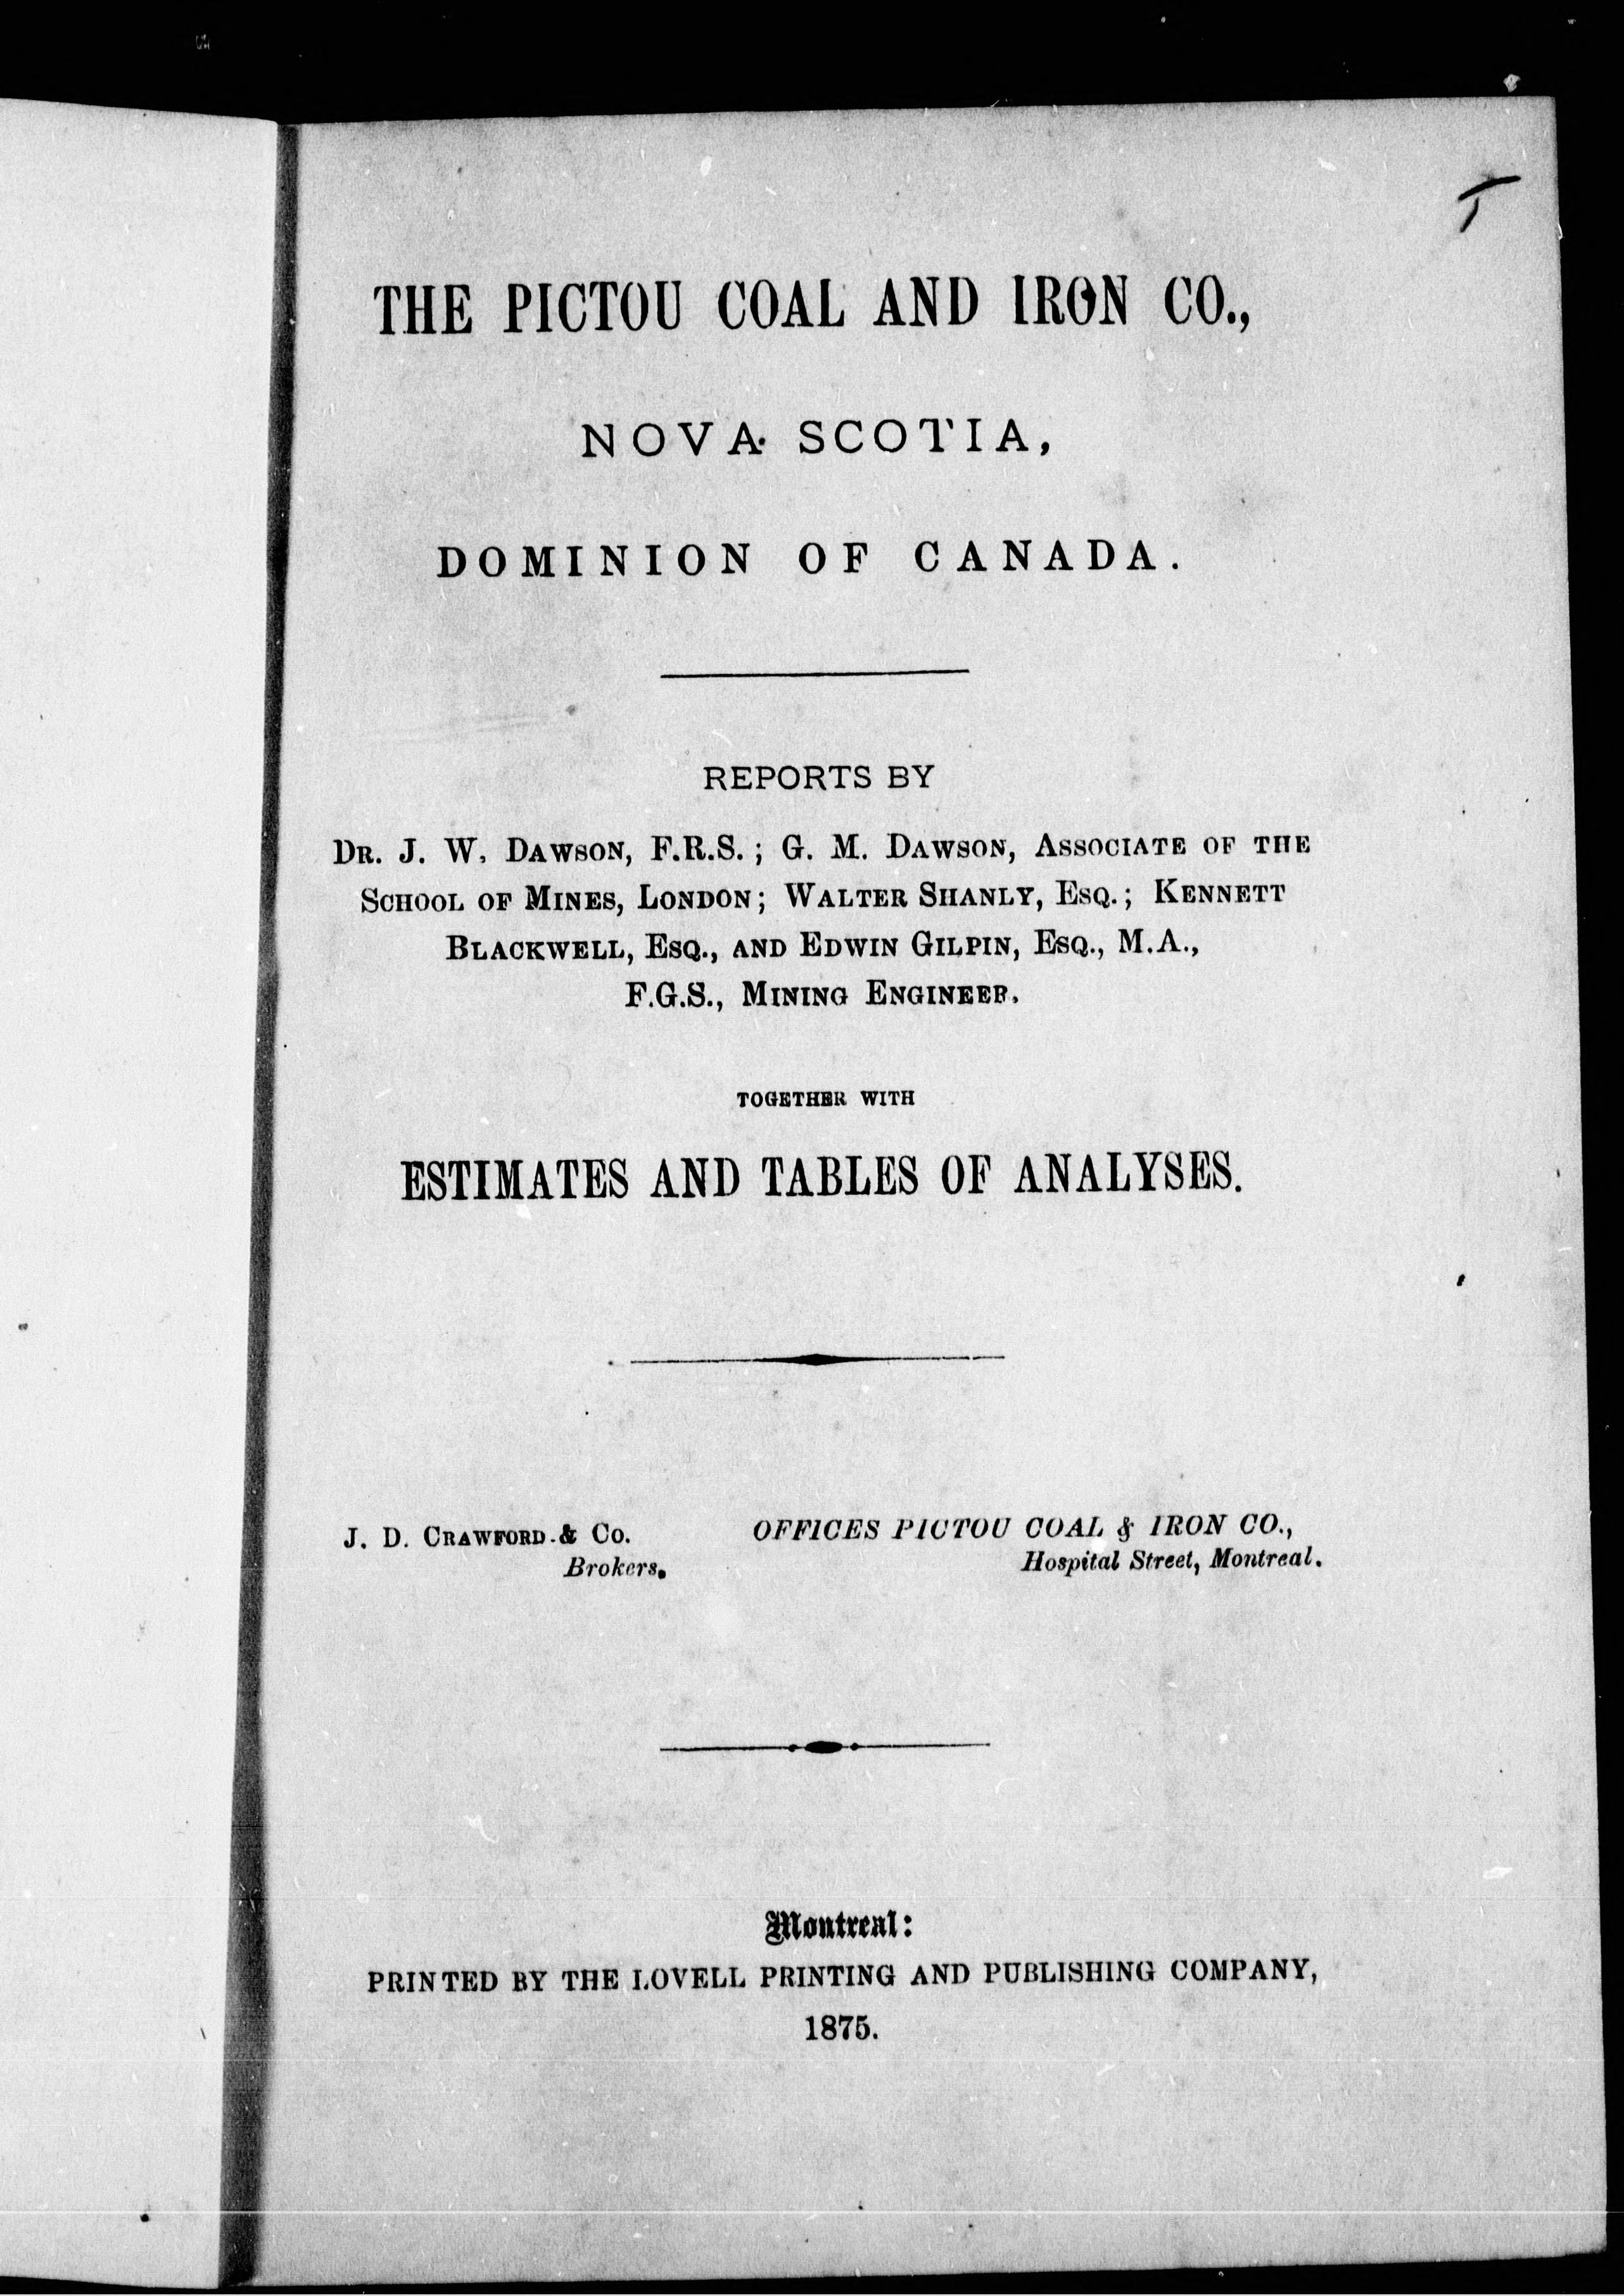 THE PICTOU COAL AND IRON CO.,
NOVA SCOTIA,
DOMINION OF CANADA.
REPORTS BY
DR. J. W. DAWSON, F.R.S.; G. M. DAWSON, ASSOCIATE OF THE
SCHOOL OF MINES, LONDON; WALTER SHANLY, ESQ.; KENNETT
BLACKWELL, ESQ., AND EDWIN GILPIN, ESQ., M.A.,
F.G.S., MINING ENGINEER.
TOGETHER WITH
ESTIMATES AND TABLES OF ANALYSES.
J. D. CRAWFORD & CO.
Brokers.
OFFICES PICTOU COAL & IRON CO.,
Hospital Street, Montreal.
Montreal:
PRINTED BY THE LOVELL PRINTING AND PUBLISHING COMPANY,
1875.